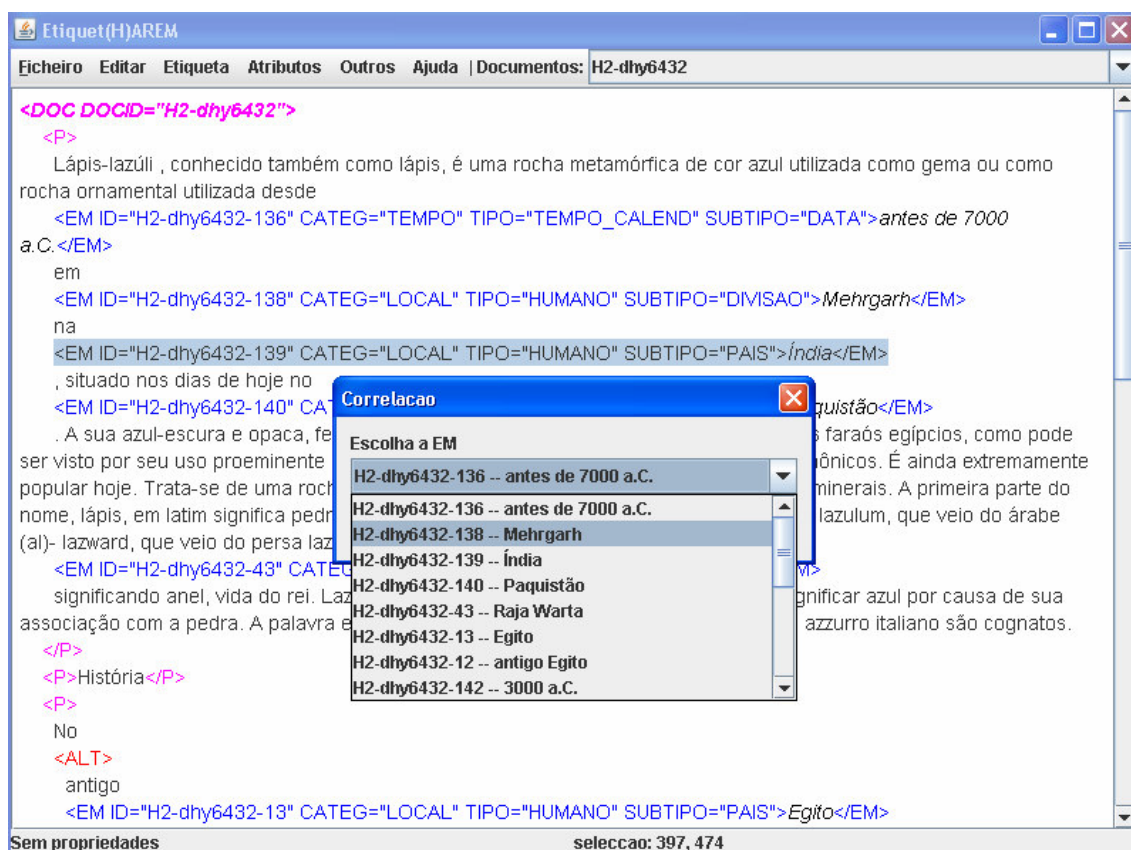 Etiquet(H)AREM
Ficheiro Editar Etiqueta Atributos Outros Ajuda | Documentos: H2-dhy6432
<DOC DOCID="H2-dhy6432">
<P>
Lápis-lazúli , conhecido também como lápis, é uma rocha metamórfica de cor azul utilizada como gema ou como
rocha ornamental utilizada desde
<EM ID="H2-dhy6432-136" CATEG="TEMPO" TIPO="TEMPO_CALEND" SUBTIPO="DATA">antes de 7000
a.C.</EM>
em
<EM ID="H2-dhy6432-138" CATEG="LOCAL" TIPO="HUMANO" SUBTIPO="DIVISAO">Mehrgarh</EM>
na
<EM ID="H2-dhy6432-139" CATEG="LOCAL" TIPO="HUMANO" SUBTIPO="PAIS">Índia</EM>
, situado nos dias de hoje no
<EM ID="H2-dhy6432-140" CAT quistão</EM>
. A sua azul-escura e opaca, fe s faraós egípcios, como pode
ser visto por seu uso proeminente ônicos. É ainda extremamente
popular hoje. Trata-se de uma roch minerais. A primeira parte do
nome, lápis, em latim significa pedr lazulum, que veio do árabe
(al)- lazward, que veio do persa laz
<EM ID="H2-dhy6432-43" CATEG M>
significando anel, vida do rei. Laz gnificar azul por causa de sua
associação com a pedra. A palavra e azzurro italiano são cognatos.
</P>
<P>História</P>
<P>
No
<ALT>
antigo
<EM ID="H2-dhy6432-13" CATEG="LOCAL" TIPO="HUMANO" SUBTIPO="PAIS">Egito</EM>
Correlacao
Escolha a EM
H2-dhy6432-136 -- antes de 7000 a.C.
H2-dhy6432-136 -- antes de 7000 a.C.
H2-dhy6432-138 -- Mehrgarh
H2-dhy6432-139 -- Índia
H2-dhy6432-140 -- Paquistão
H2-dhy6432-43 -- Raja Warta
H2-dhy6432-13 -- Egito
H2-dhy6432-12 -- antigo Egito
H2-dhy6432-142 -- 3000 a.C.
Sem propriedades seleccao: 397, 474